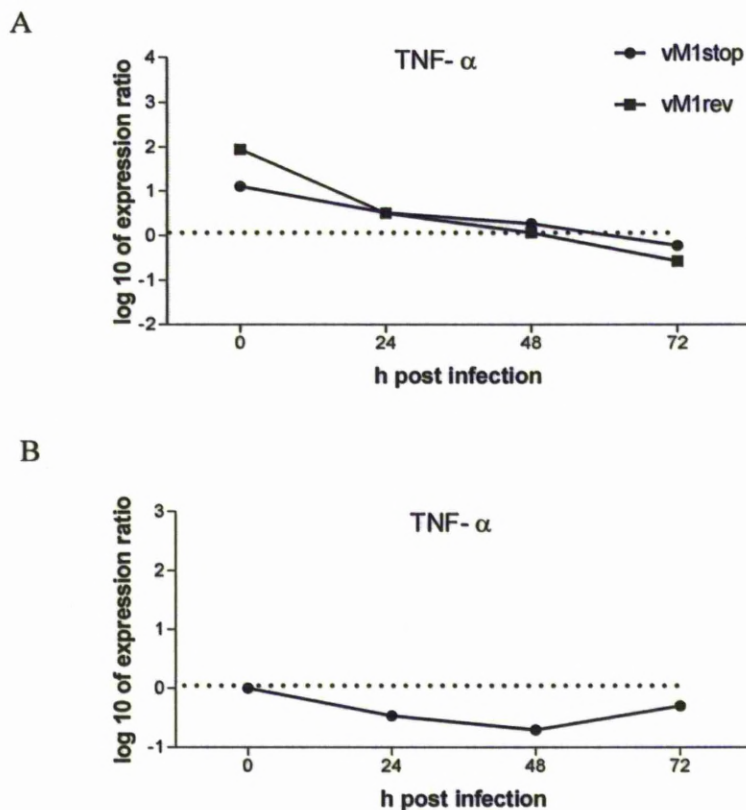 A
TNF- α
vM1stop
vM1rev
log 10 of expression ratio
4
3
2
1
0
-1
-2
0 24 48 72
h post infection
B
TNF- α
log 10 of expression ratio
3
2
1
0
-1
0 24 48 72
h post infection